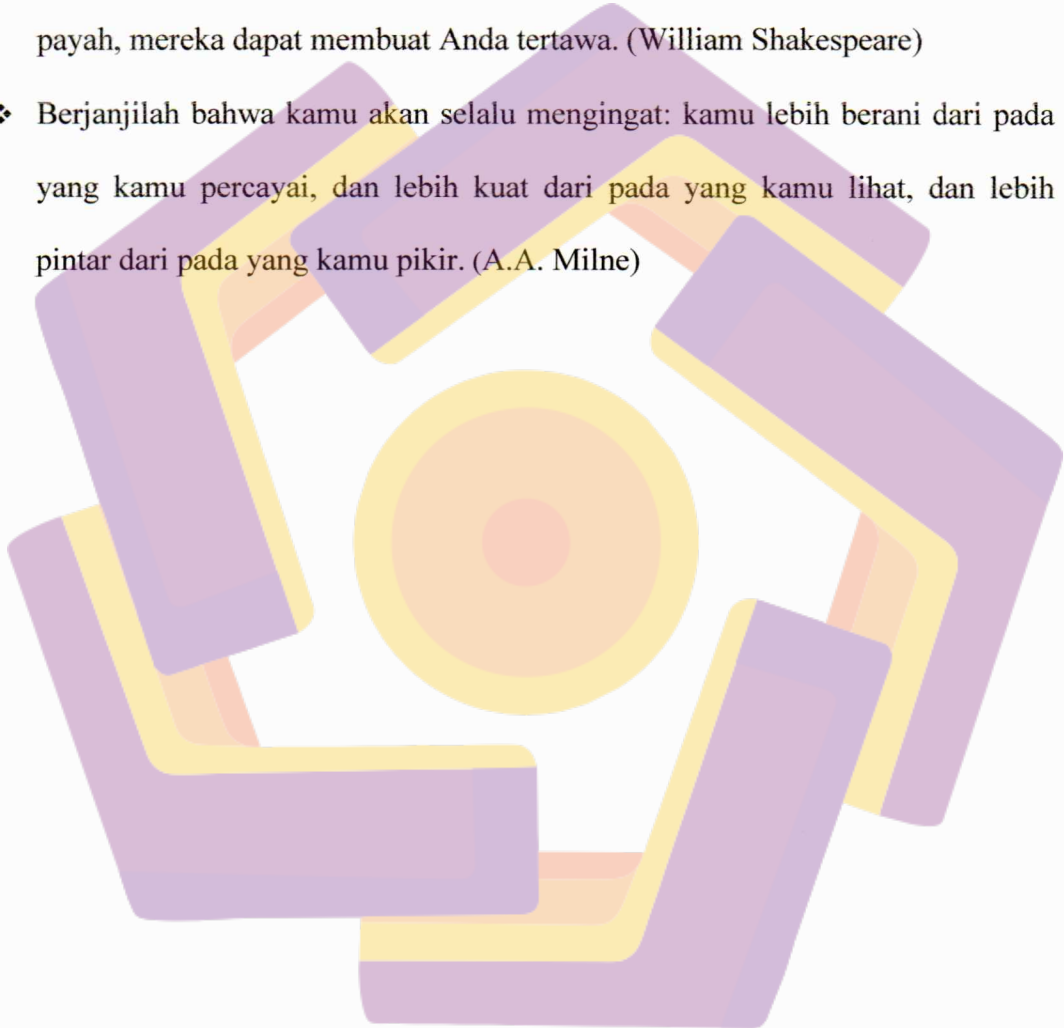 payah, mereka dapat membuat Anda tertawa. (William Shakespeare)
❖ Berjanjilah bahwa kamu akan selalu mengingat: kamu lebih berani dari pada
yang kamu percayai, dan lebih kuat dari pada yang kamu lihat, dan lebih
pintar dari pada yang kamu pikir. (A.A. Milne)